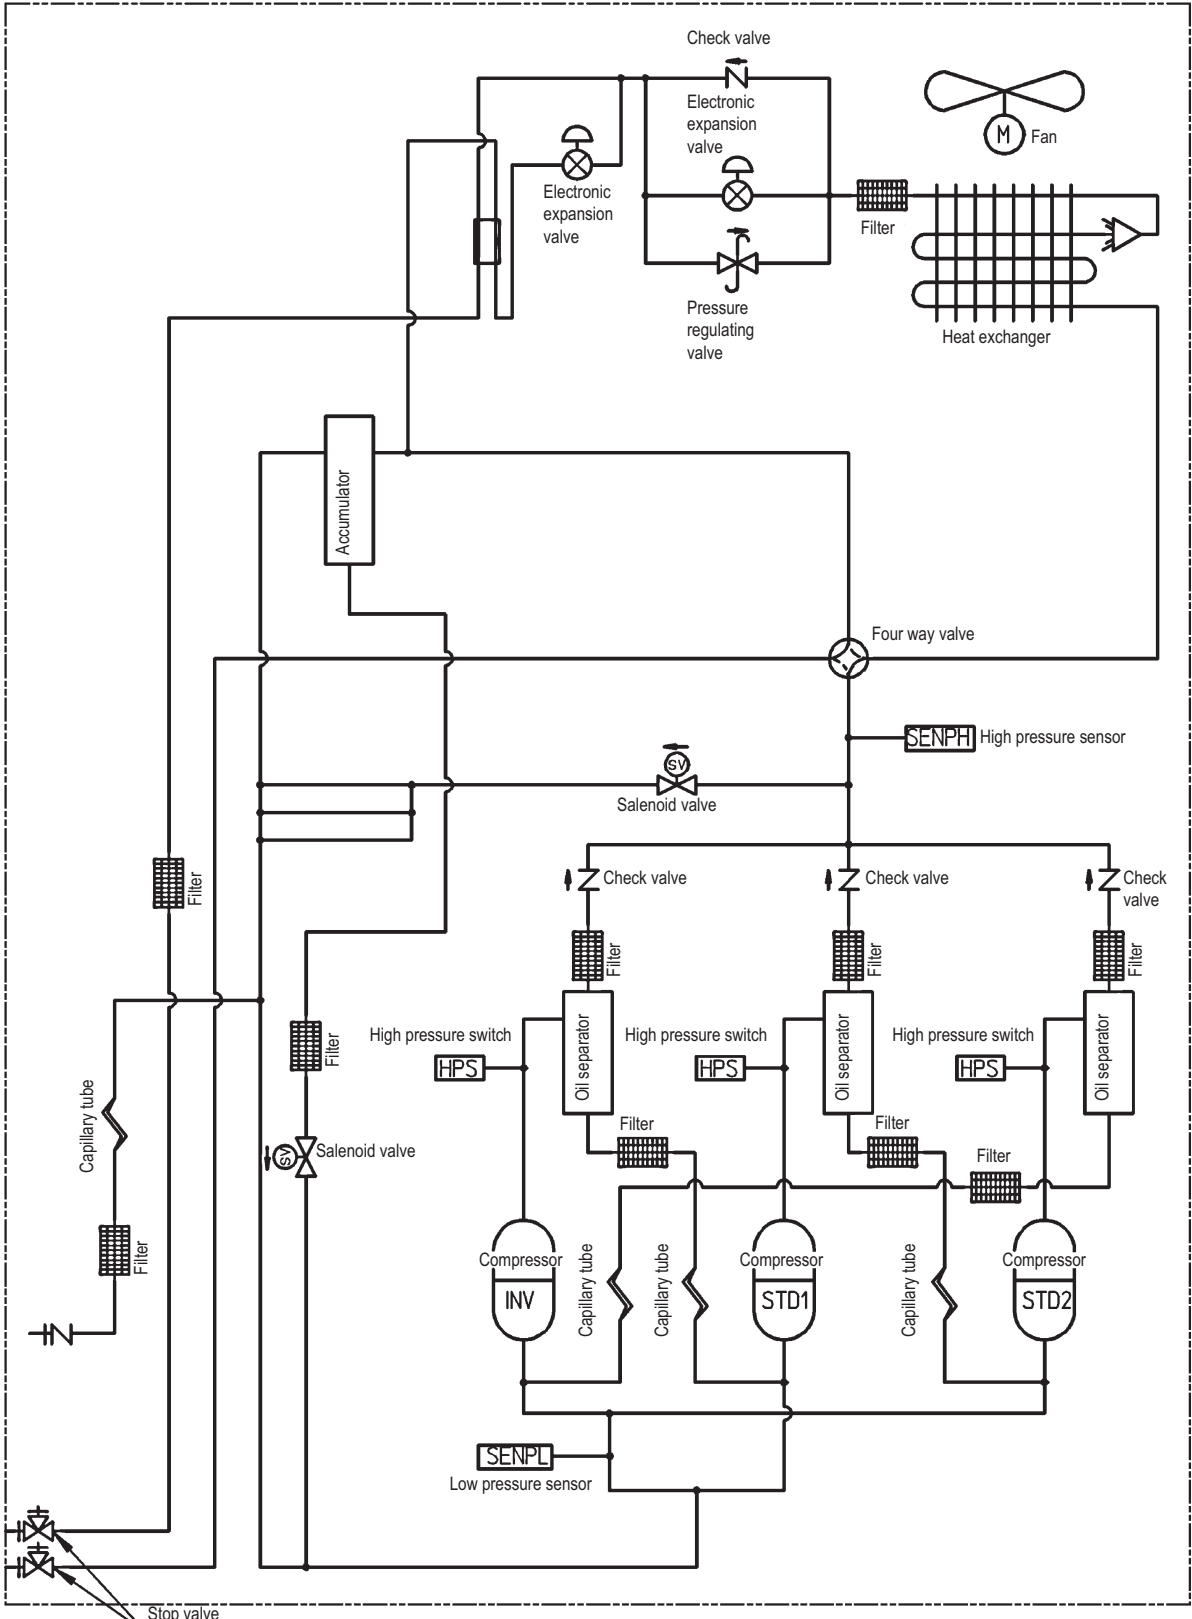 Check valve
Electronic
expansion
valve
M
Fan
Electronic
expansion
valve
Filter
Pressure
regulating
valve
Heat exchanger
Accumulator
Four way valve
SENPH
High pressure sensor
SV
Salenoid valve
Filter
Check valve
Check valve
Check
valve
Filter
Filter
Filter
High pressure switch
HPS
Oil separator
High pressure switch
HPS
Oil separator
High pressure switch
HPS
Oil separator
Filter
Capillary tube
SV
Salenoid valve
Filter
Filter
Filter
Filter
Compressor
INV
Capillary tube
Capillary tube
Compressor
STD1
Capillary tube
Compressor
STD2
SENPL
Low pressure sensor
Stop valve